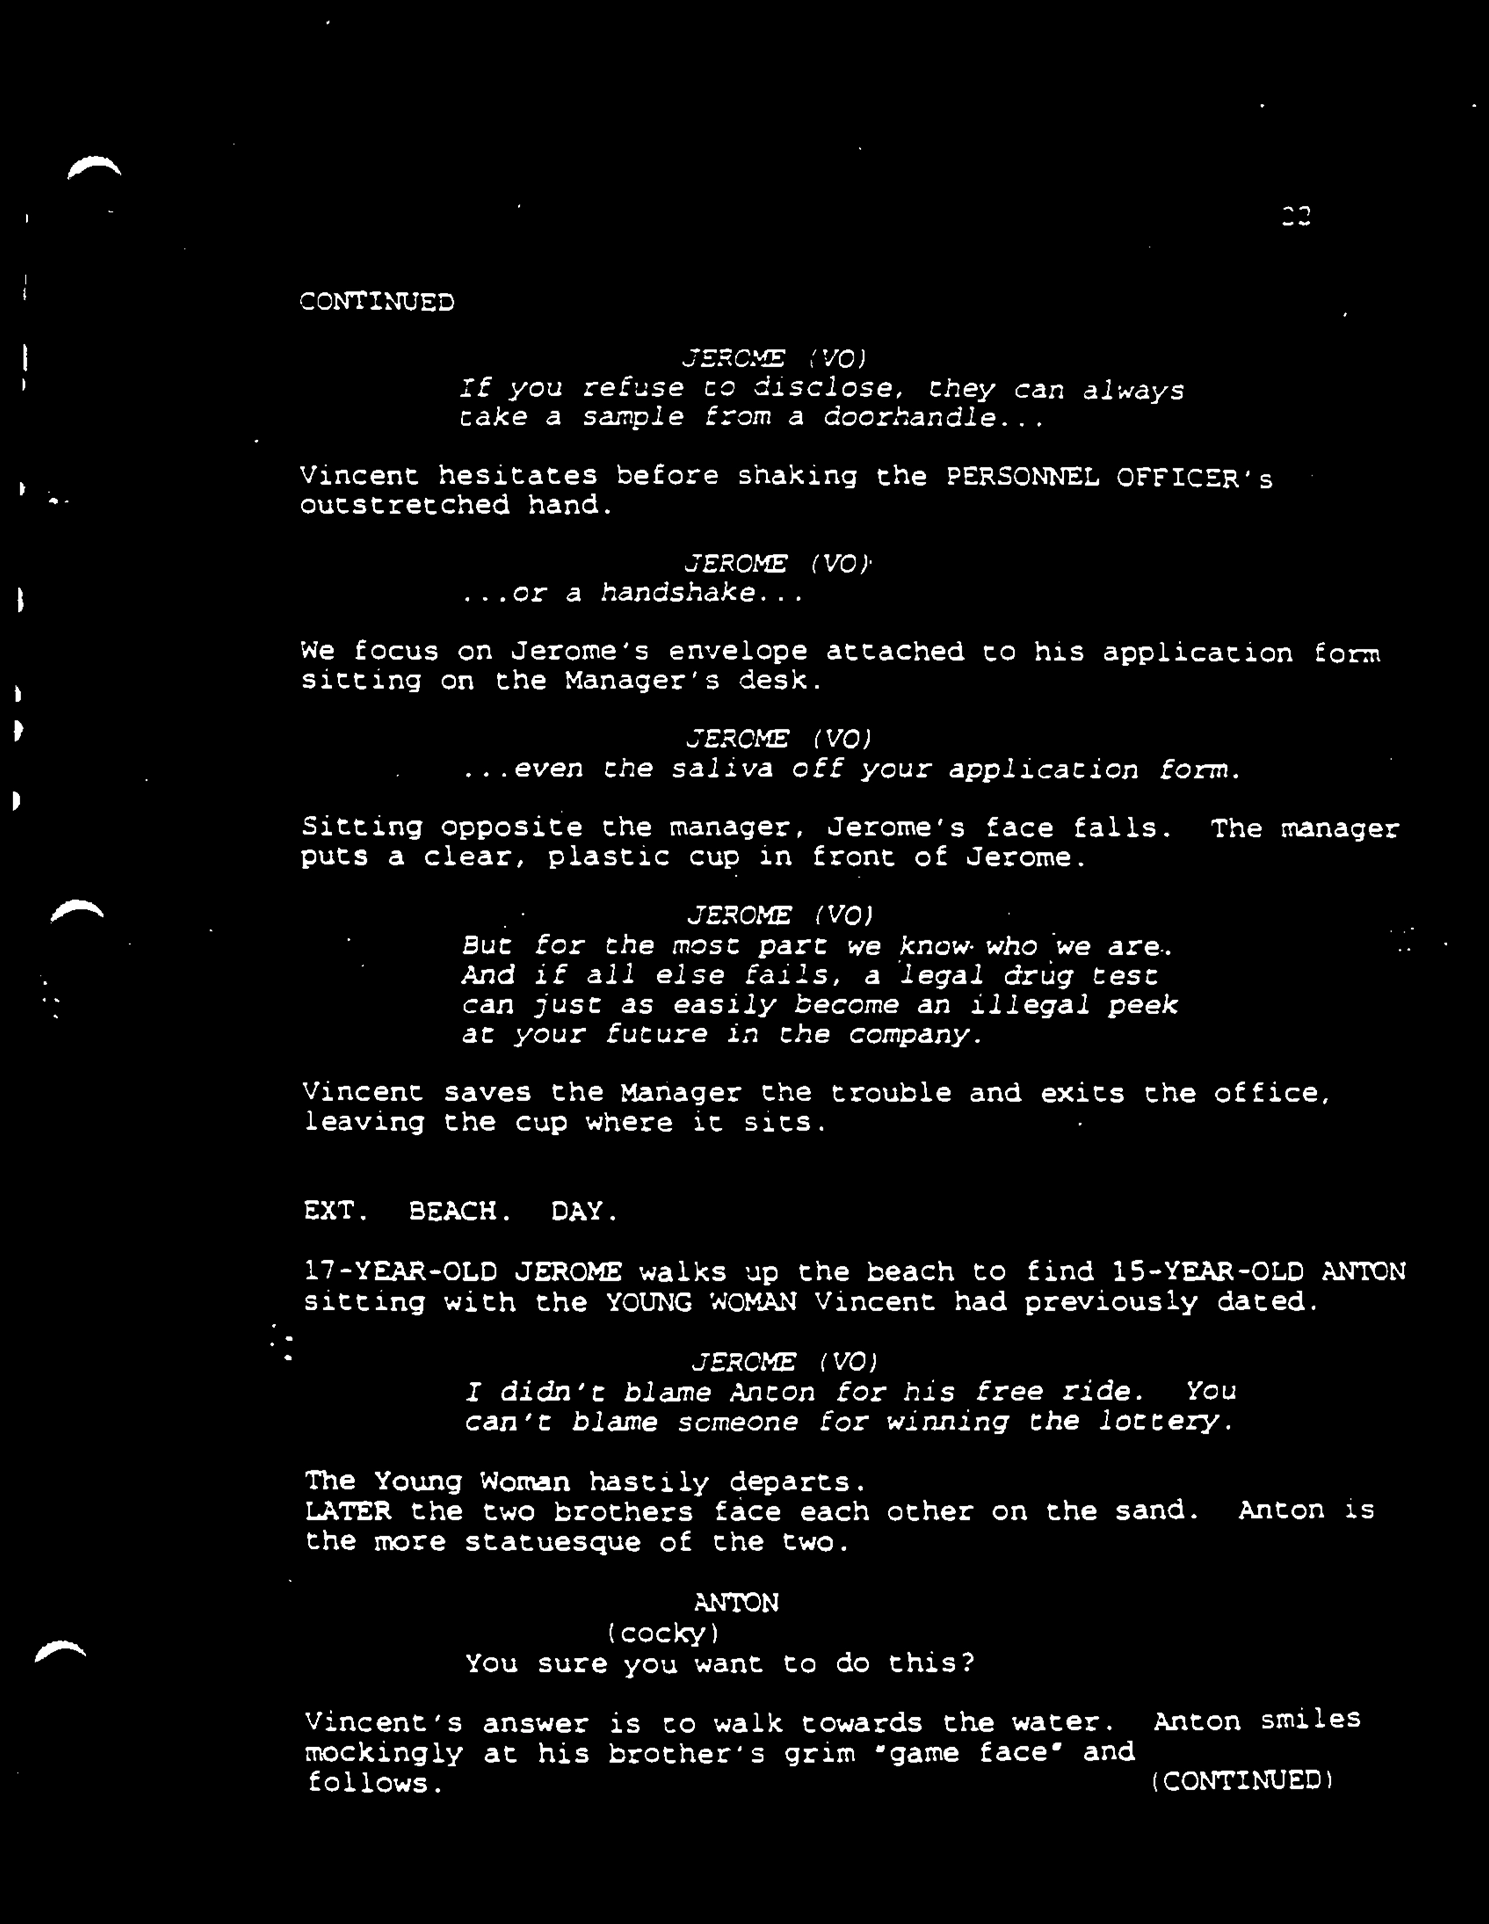 CONTINUED
JEROME (VO)
If you refuse to disclose, they can always
take a sample from a doorhandle...
Vincent hesitates before shaking the PERSONNEL OFFICER's
outstretched hand.
JEROME (VO)
...or a handshake...
We focus on Jerome's envelope attached to his application form
sitting on the Manager's desk.
JEROME (VO)
...even the saliva off your application form.
Sitting opposite the manager, Jerome's face falls. The manager
puts a clear, plastic cup in front of Jerome.
JEROME (VO)
But for the most part we know who we are.
And if all else fails, a legal drug test
can just as easily become an illegal peek
at your future in the company.
Vincent saves the Manager the trouble and exits the office,
leaving the cup where it sits.
EXT. BEACH. DAY.
17-YEAR-OLD JEROME walks up the beach to find 15-YEAR-OLD ANTON
sitting with the YOUNG WOMAN Vincent had previously dated.
JEROME (VO)
I didn't blame Anton for his free ride. You
can't blame someone for winning the lottery.
The Young Woman hastily departs.
LATER the two brothers face each other on the sand. Anton is
the more statuesque of the two.
ANTON
(cocky)
You sure you want to do this?
Vincent's answer is to walk towards the water. Anton smiles
mockingly at his brother's grim "game face" and
follows. (CONTINUED)